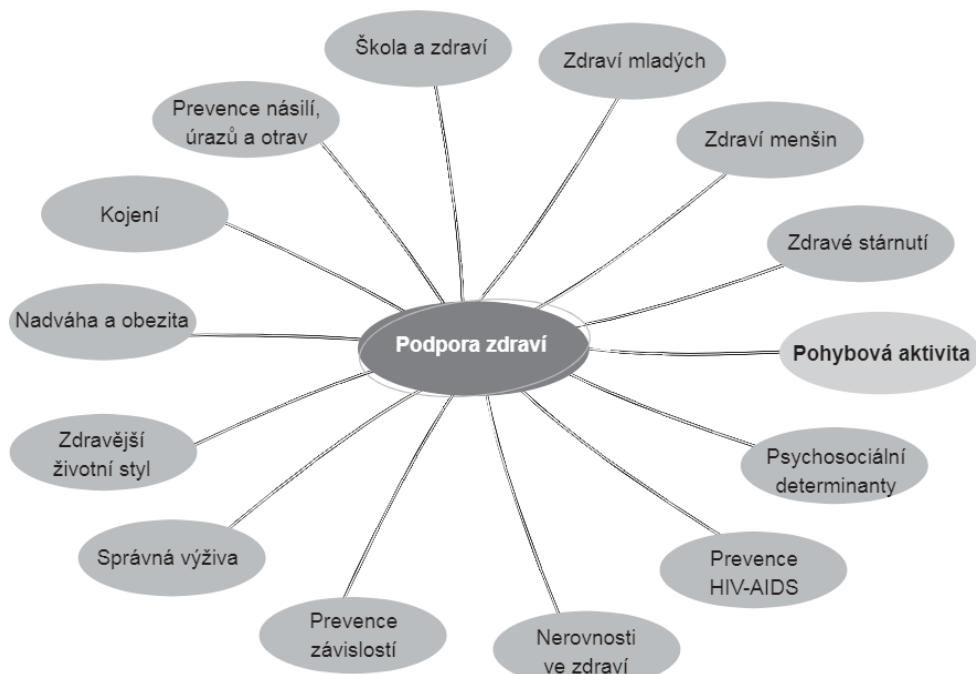 Škola a zdraví
Zdraví mladých
Prevence násilí,
úrazů a otrav
Zdraví menšin
Kojení
Zdravé stárnutí
Nadváha a obezita
Podpora zdraví
Pohybová aktivita
Zdravější
životní styl
Psychosociální
determinanty
Správná výživa
Prevence
HIV-AIDS
Prevence
závislostí
Nerovnosti
ve zdraví